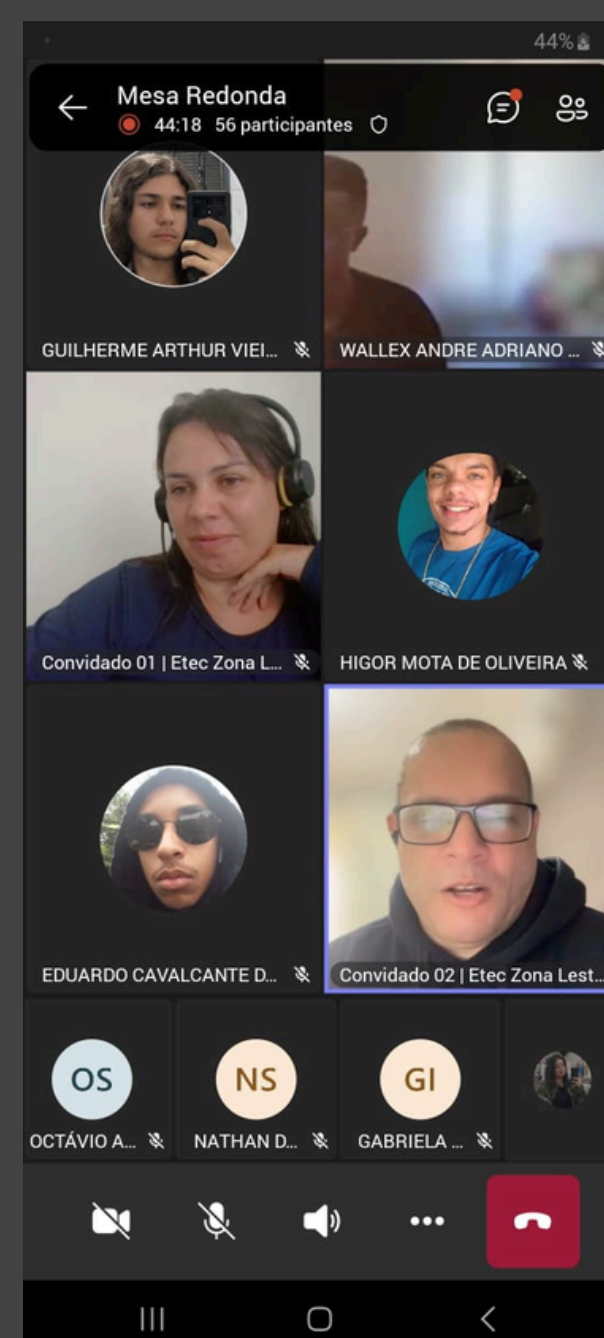 44%
Mesa Redonda
44:18 56 participantes
GUILHERME ARTHUR VIEI...
WALLEX ANDRE ADRIANO ...
Convidado 01 | Etec Zona L...
HIGOR MOTA DE OLIVEIRA
EDUARDO CAVALCANTE D...
Convidado 02 | Etec Zona Lest...
OS
NS
GI
OCTÁVIO A...
NATHAN D...
GABRIELA ...